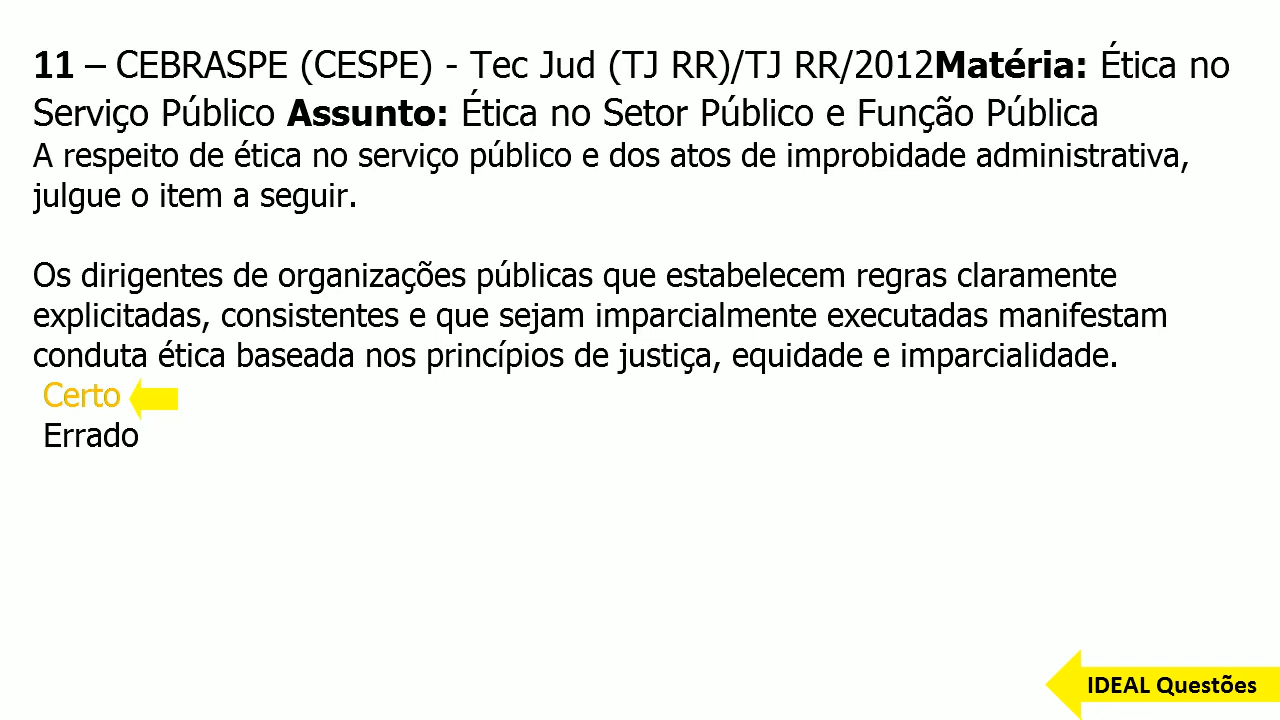 11 – CEBRASPE (CESPE) - Tec Jud (TJ RR)/TJ RR/2012Matéria: Ética no
Serviço Público Assunto: Ética no Setor Público e Função Pública
A respeito de ética no serviço público e dos atos de improbidade administrativa,
julgue o item a seguir.
Os dirigentes de organizações públicas que estabelecem regras claramente
explicitadas, consistentes e que sejam imparcialmente executadas manifestam
conduta ética baseada nos princípios de justiça, equidade e imparcialidade.
Certo
Errado
IDEAL Questões